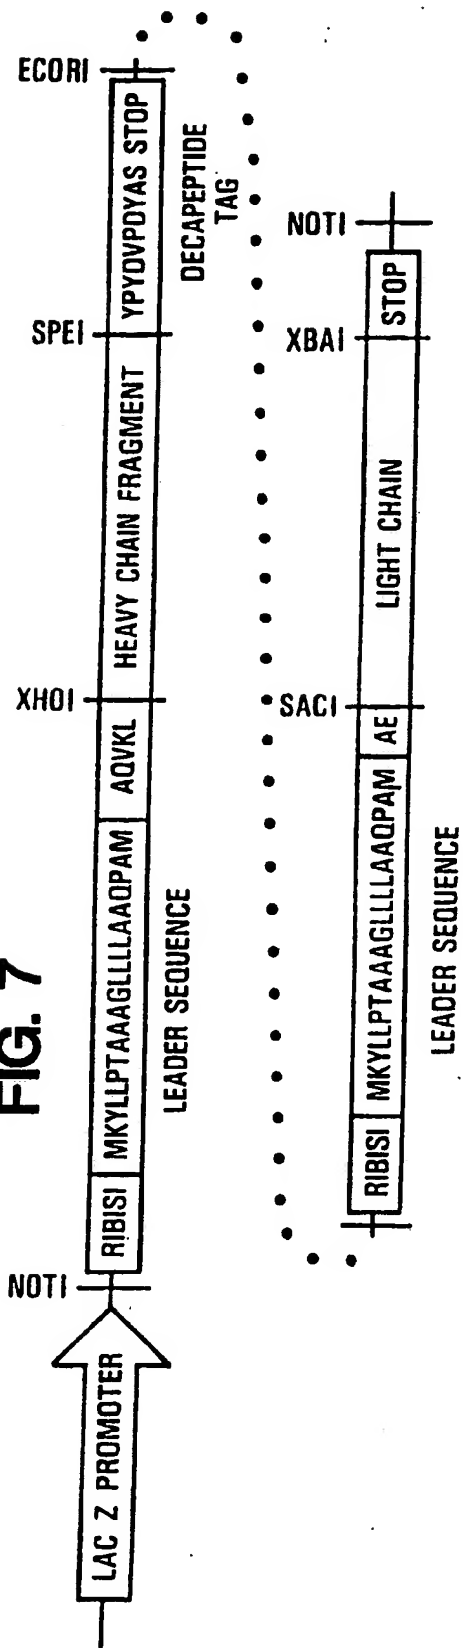 FIG. 7
LAC Z PROMOTER
NOTI
RIBISI
MKYLLPTAAAGLLLLAAQPAM
AQVKL
XHOI
HEAVY CHAIN FRAGMENT
SPEI
YPYDVPDYAS STOP
ECORI
LEADER SEQUENCE
DECAPEPTIDE
TAG
RIBISI
MKYLLPTAAAGLLLLAAQPAM
AE
SACI
LIGHT CHAIN
XBAI
STOP
NOTI
LEADER SEQUENCE